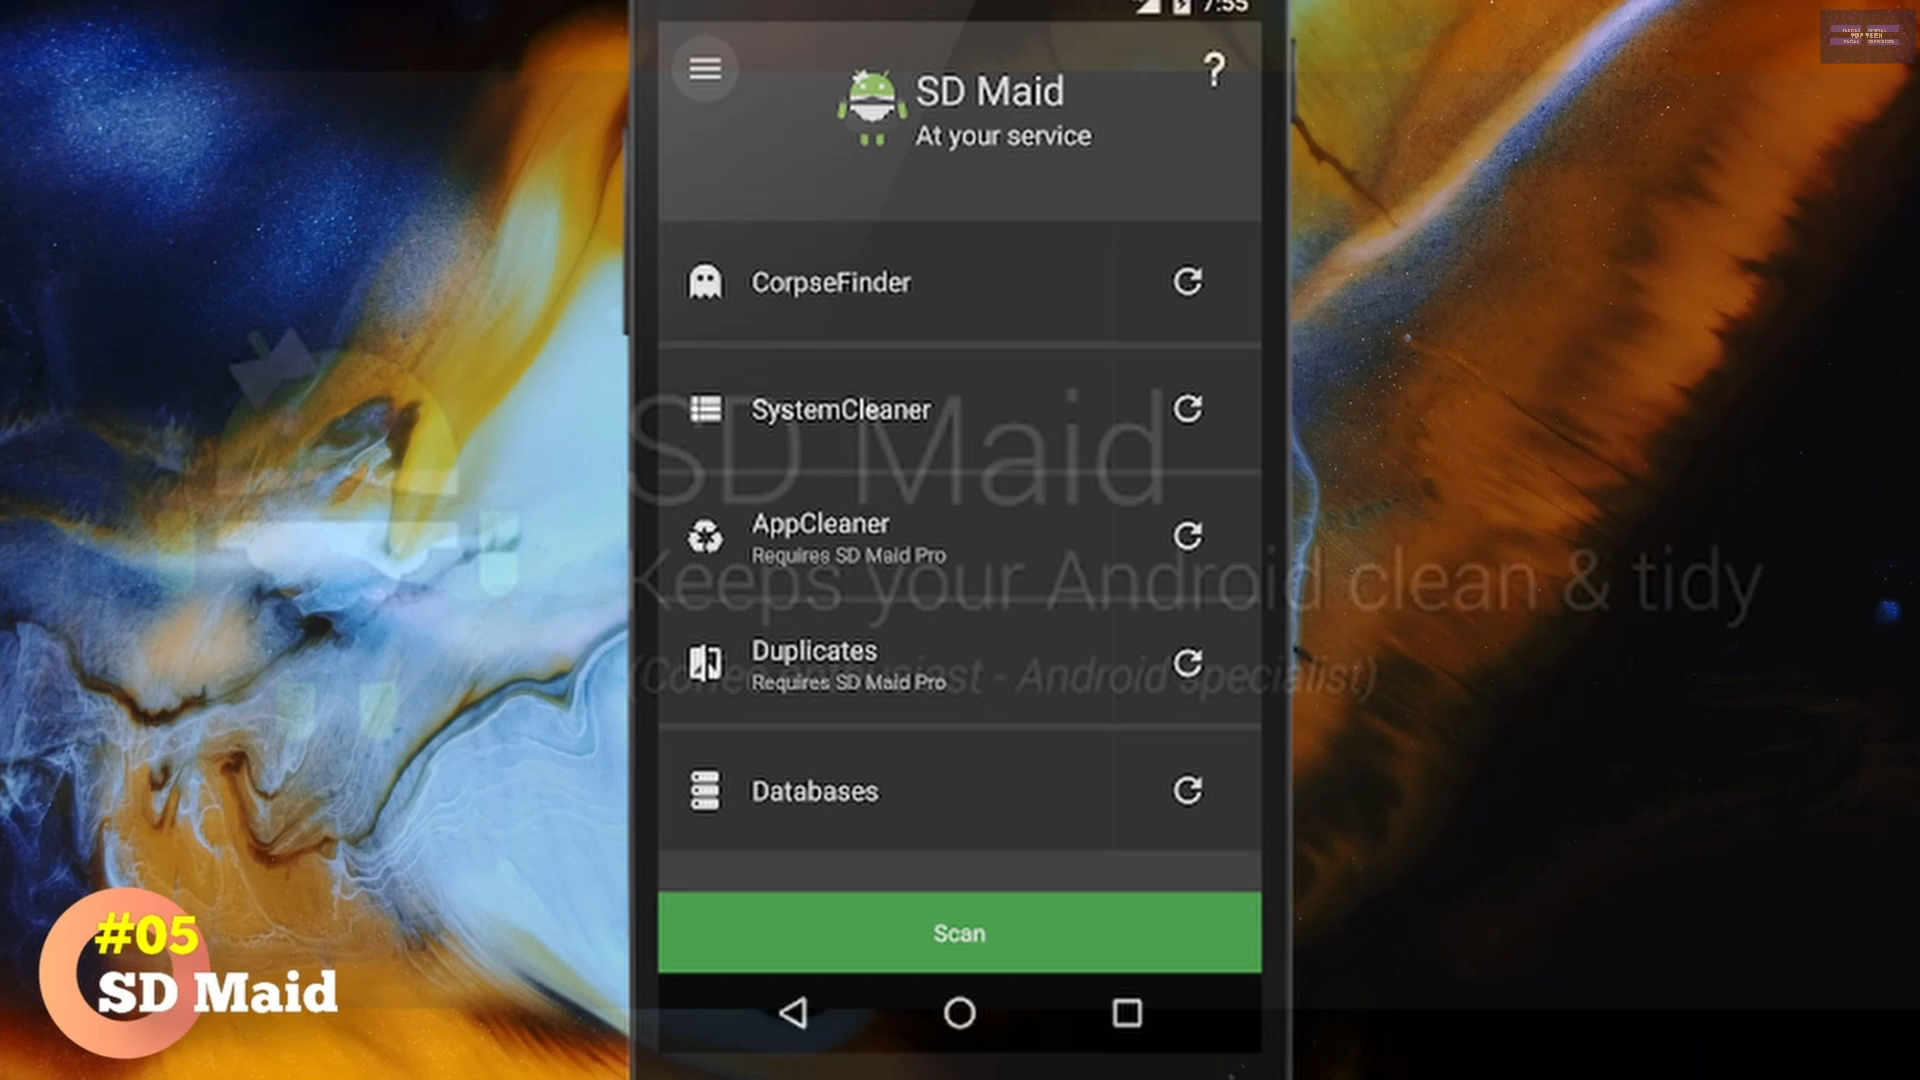 7:55
SD Maid
At your service
?
CorpseFinder
SystemCleaner
SD Maid
AppCleaner
Requires SD Maid Pro
Keeps your Android clean & tidy
Duplicates
Requires SD Maid Pro
- Android specialist)
Databases
Scan
#05
SD Maid